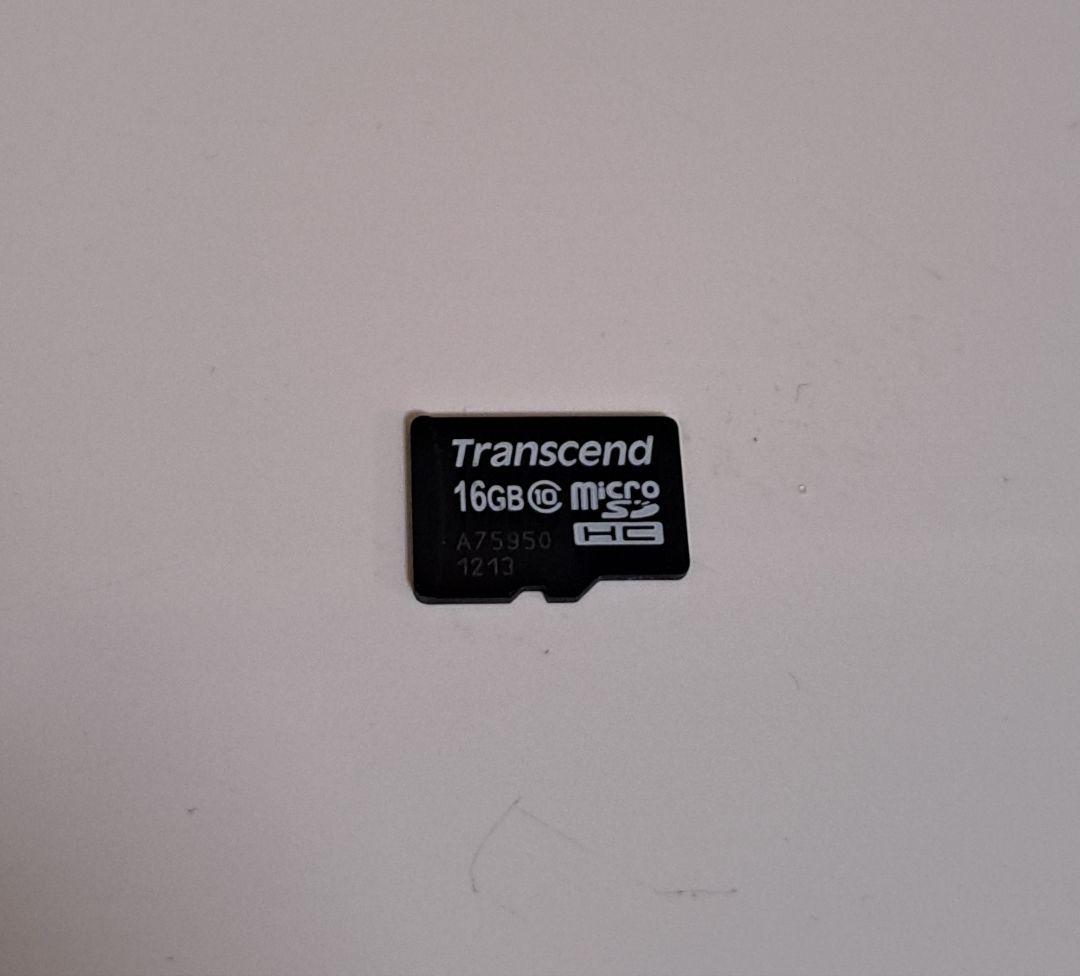 Transcend
16GB 10 micro
SD
HC
A75950
1213